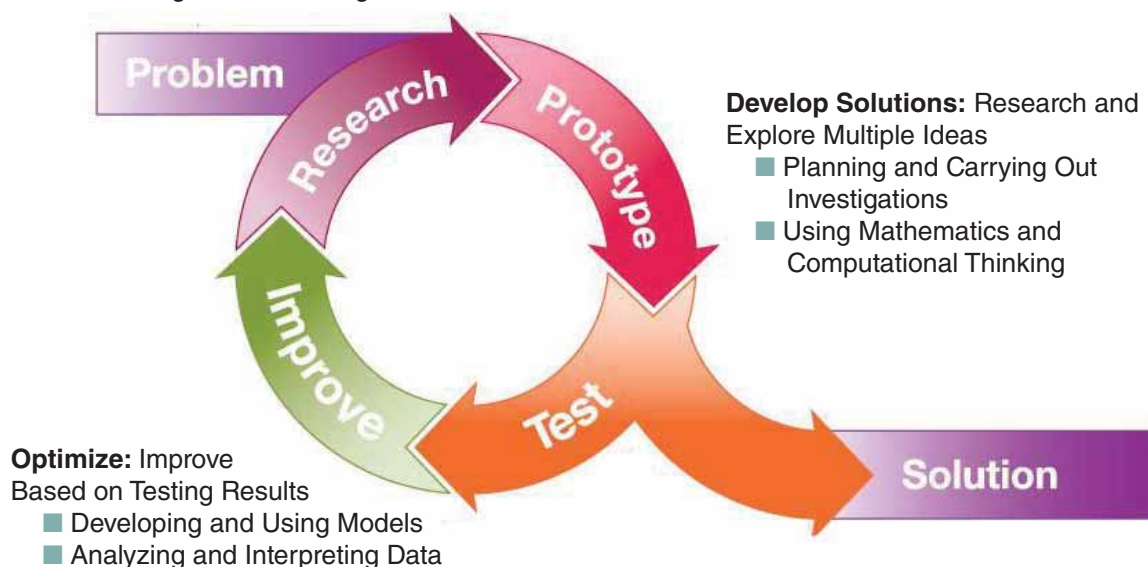 Problem
Research
Prototype
Develop Solutions: Research and
Explore Multiple Ideas
Planning and Carrying Out
Investigations
Using Mathematics and
Computational Thinking
Improve
Test
Solution
Optimize: Improve
Based on Testing Results
Developing and Using Models
Analyzing and Interpreting Data